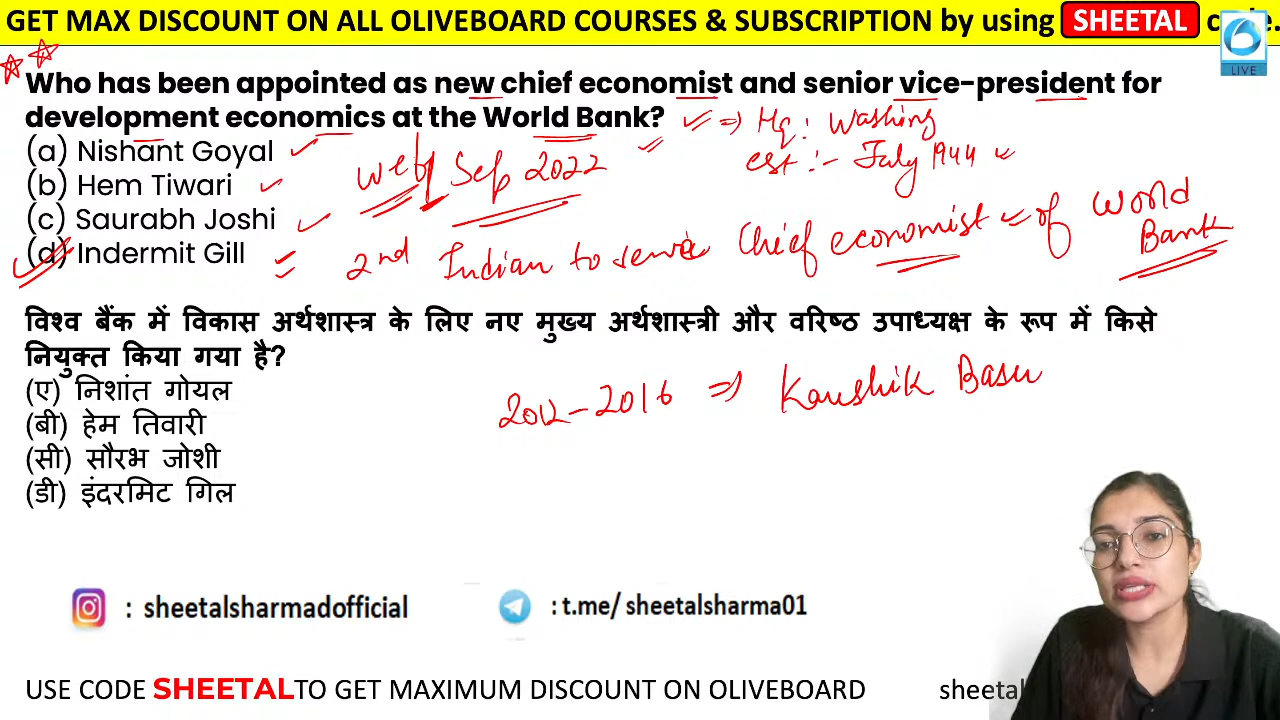 GET MAX DISCOUNT ON ALL OLIVEBOARD COURSES & SUBSCRIPTION by using SHEETAL code.
LIVE
Who has been appointed as new chief economist and senior vice-president for
development economics at the World Bank? => Hq: Washing
(a) Nishant Goyal
wef Sep 2022 est :- July 1944
(b) Hem Tiwari
(c) Saurabh Joshi
(d) Indermit Gill = 2nd Indian to serve Chief economist of World Bank
विश्व बैंक में विकास अर्थशास्त्र के लिए नए मुख्य अर्थशास्त्री और वरिष्ठ उपाध्यक्ष के रूप में किसे
नियुक्त किया गया है?
(ए) निशांत गोयल
2012-2016 => Kaushik Basu
(बी) हेम तिवारी
(सी) सौरभ जोशी
(डी) इंदरमिट गिल
: sheetalsharmadofficial : t.me/ sheetalsharma01
USE CODE SHEETAL TO GET MAXIMUM DISCOUNT ON OLIVEBOARD